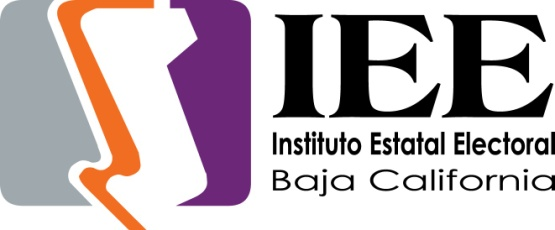 IEE
Instituto Estatal Electoral
Baja California